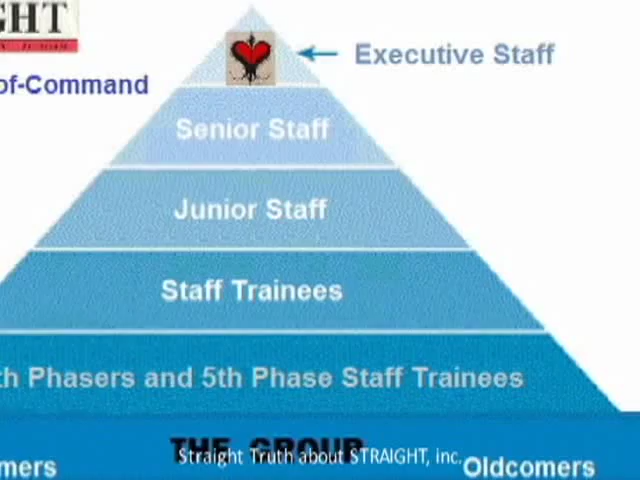 GHT
Executive Staff
of-Command
Senior Staff
Junior Staff
Staff Trainees
th Phasers and 5th Phase Staff Trainees
THE GROUP
Straight Truth about STRAIGHT, inc.
mers
Oldcomers